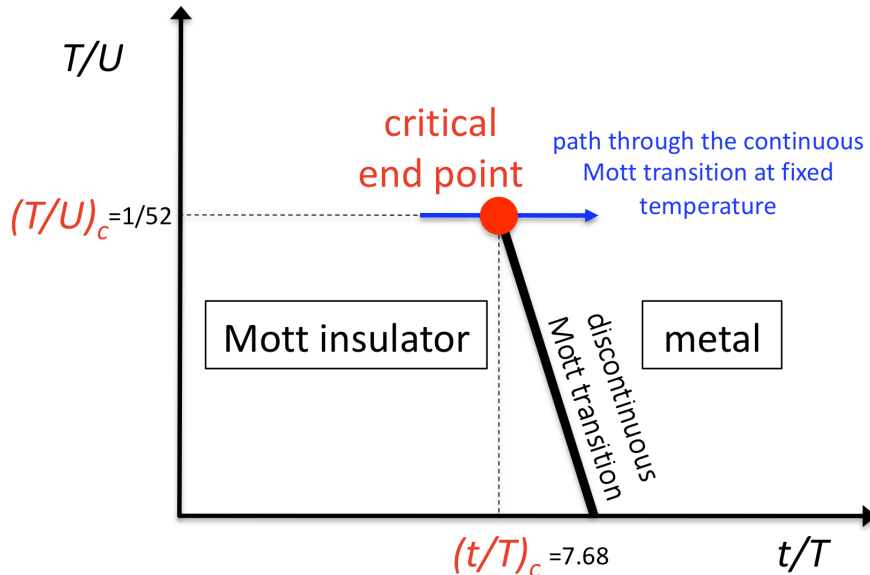 T/U
critical
end point
path through the continuous
Mott transition at fixed
temperature
(T/U)c=1/52
Mott insulator
discontinuous
Mott transition
metal
(t/T)c =7.68
t/T